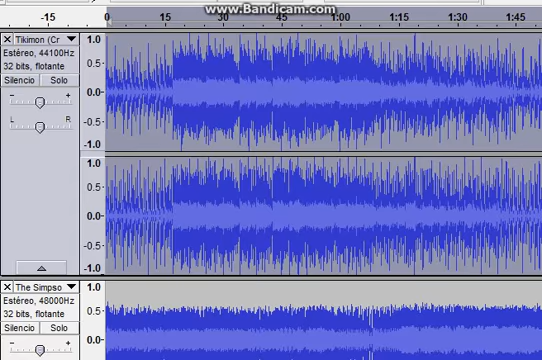 www.Bandicam.com
-15 0 15 30 45 1:00 1:15 1:30 1:45
Tikimon (Cr
Estéreo, 44100Hz
32 bits, flotante
Silencio Solo
- +
L R
1.0
0.5-
0.0-
-0.5-
-1.0
1.0
0.5-
0.0-
-0.5-
-1.0
The Simpso
Estéreo, 48000Hz
32 bits, flotante
Silencio Solo
- +
1.0
0.5-
0.0-